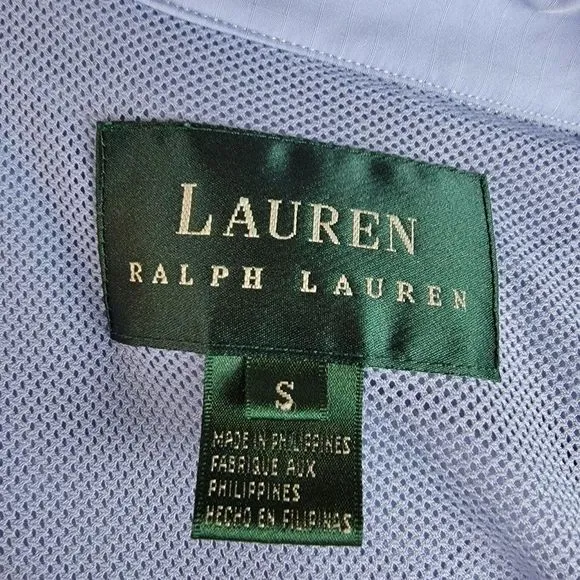 LAUREN
RALPH LAUREN
S
MADE IN PHILIPPINES
FABRIQUE AUX
PHILIPPINES
HECHO EN FILIPINAS